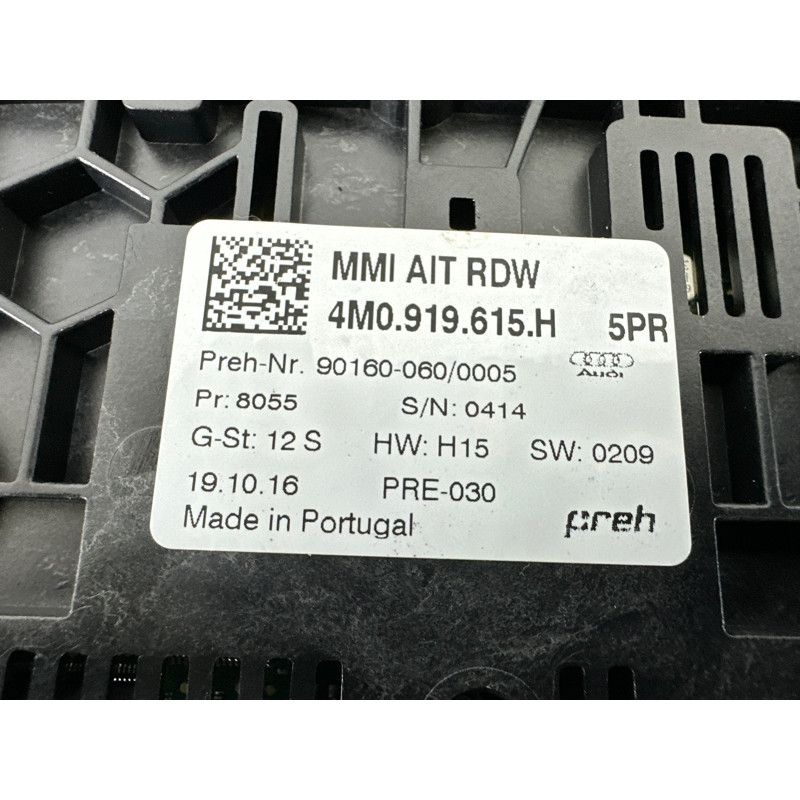 MMI AIT RDW
4M0.919.615.H 5PR
Preh-Nr. 90160-060/0005
Audi
Pr: 8055 S/N: 0414
G-St: 12 S HW: H15 SW: 0209
19.10.16 PRE-030
Made in Portugal preh